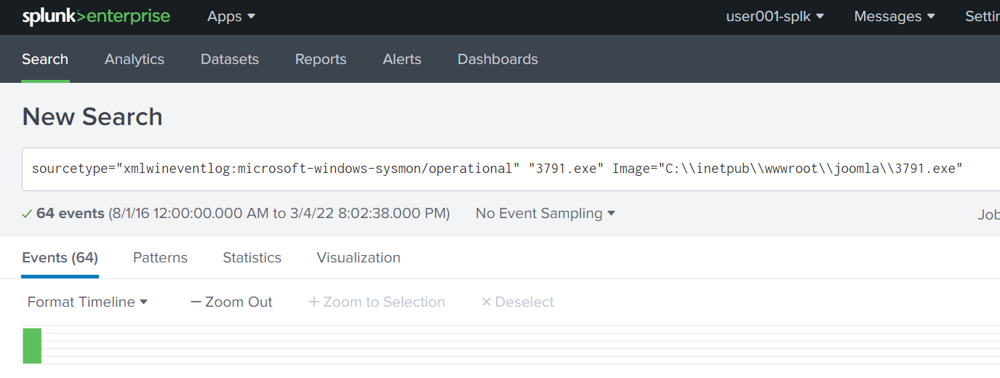 splunk>enterprise Apps user001-splk Messages
Search Analytics Datasets Reports Alerts Dashboards
New Search
sourcetype="xmlwineventlog:microsoft-windows-sysmon/operational" "3791.exe" Image="C:\\inetpub\\wwwroot\\joomla\\3791.exe"
64 events (8/1/16 12:00:00.000 AM to 3/4/22 8:02:38.000 PM) No Event Sampling Job
Events (64) Patterns Statistics Visualization
Format Timeline — Zoom Out + Zoom to Selection × Deselect